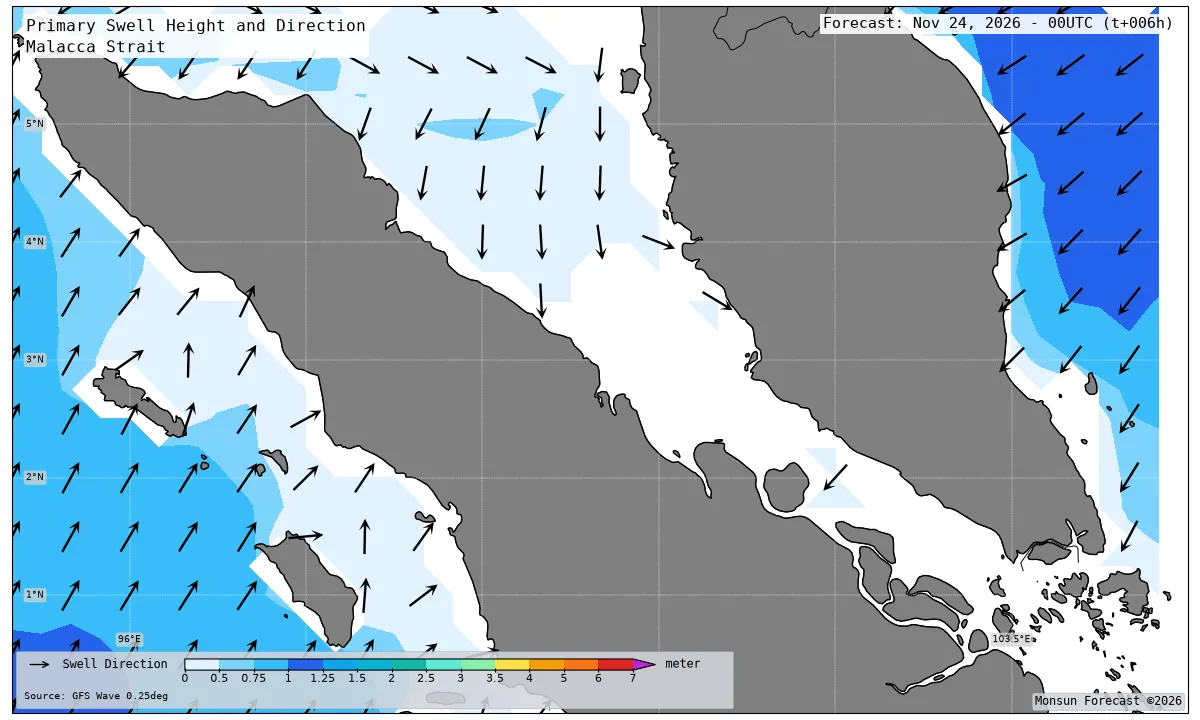 Primary Swell Height and Direction
Malacca Strait
Forecast: Nov 24, 2026 - 00UTC (t+006h)
5°N
4°N
3°N
2°N
1°N
96°E
103.5°E
Swell Direction
meter
0 0.5 0.75 1 1.25 1.5 2 2.5 3 3.5 4 5 6 7
Source: GFS Wave 0.25deg
Monsun Forecast ©2026